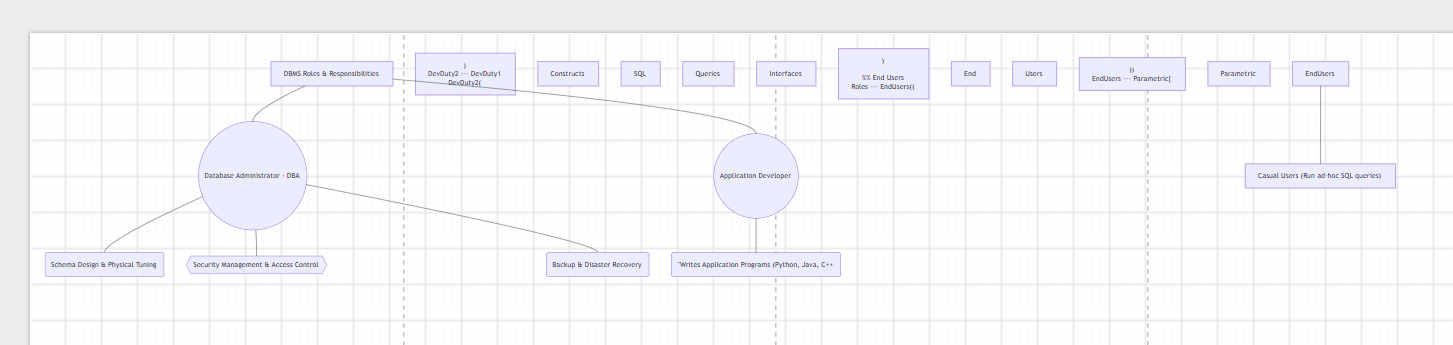 DBMS Roles & Responsibilities
)
DevDuty2 --- DevDuty1
DevDuty2(
Constructs
SQL
Queries
Interfaces
)
%% End Users
Roles --- EndUsers((
End
Users
))
EndUsers --- Parametric[
Parametric
EndUsers
Database Administrator - DBA
Application Developer
Casual Users (Run ad-hoc SQL queries)
Schema Design & Physical Tuning
Security Management & Access Control
Backup & Disaster Recovery
"Writes Application Programs (Python, Java, C++